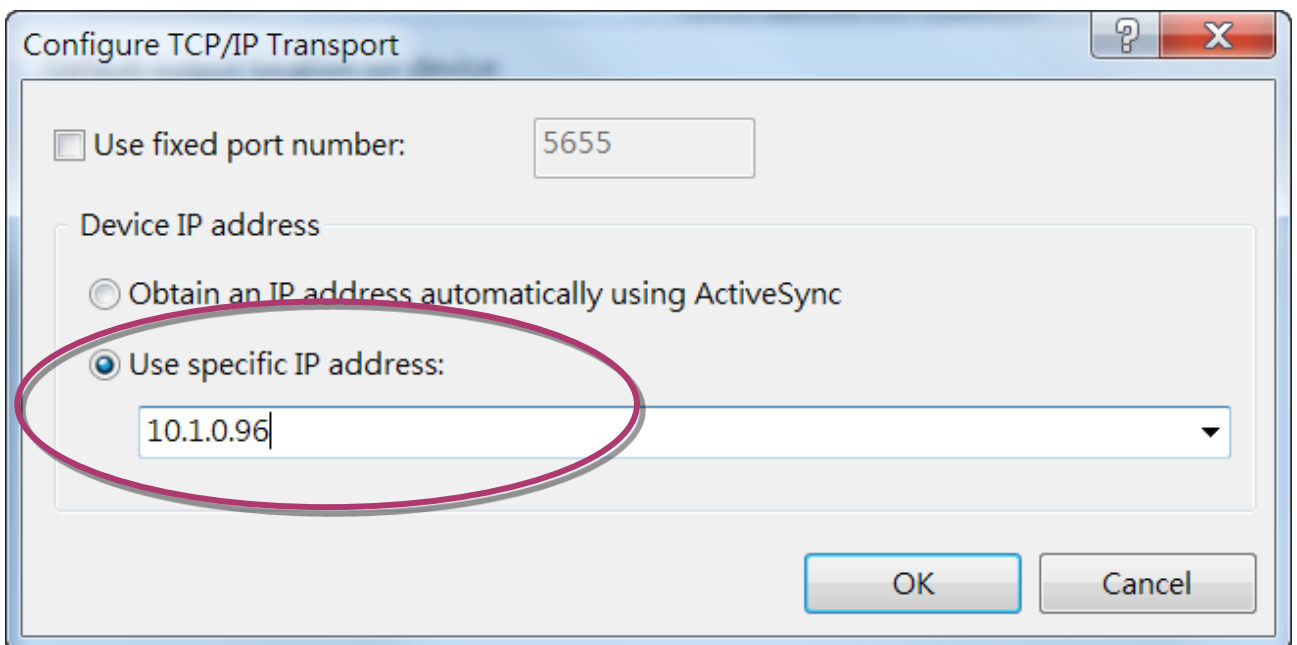 Configure TCP/IP Transport
Use fixed port number: 5655
Device IP address
Obtain an IP address automatically using ActiveSync
Use specific IP address:
10.1.0.96
OK Cancel